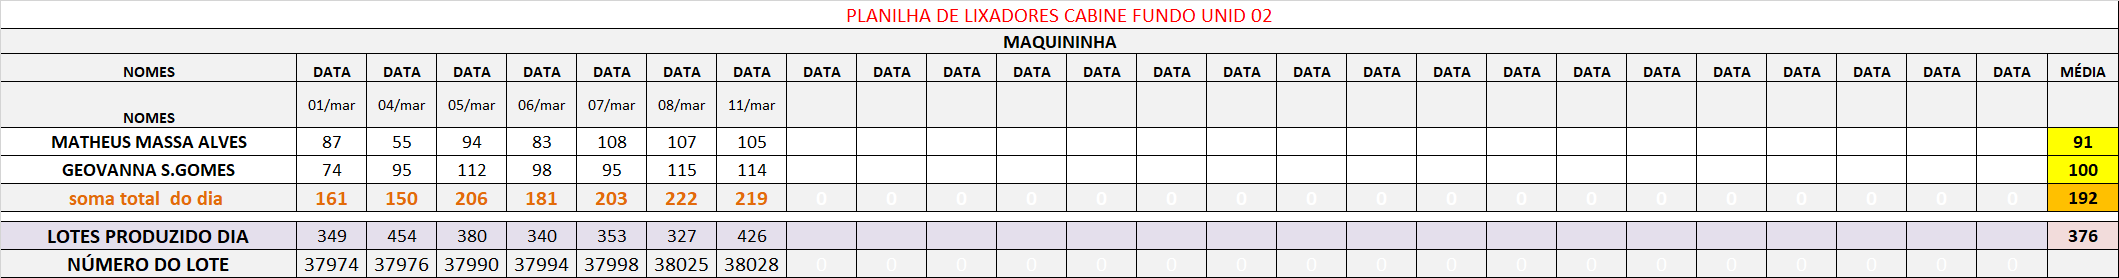 PLANILHA DE LIXADORES CABINE FUNDO UNID 02
MAQUININHA
NOMES DATA DATA DATA DATA DATA DATA DATA DATA DATA DATA DATA DATA DATA DATA DATA DATA DATA DATA DATA DATA DATA DATA DATA DATA DATA MÉDIA
NOMES 01/mar 04/mar 05/mar 06/mar 07/mar 08/mar 11/mar
MATHEUS MASSA ALVES 87 55 94 83 108 107 105 91
GEOVANNA S.GOMES 74 95 112 98 95 115 114 100
soma total do dia 161 150 206 181 203 222 219 0 0 0 0 0 0 0 0 0 0 0 0 0 0 0 0 0 0 192
LOTES PRODUZIDO DIA 349 454 380 340 353 327 426 376
NÚMERO DO LOTE 37974 37976 37990 37994 37998 38025 38028 0 0 0 0 0 0 0 0 0 0 0 0 0 0 0 0 0 0